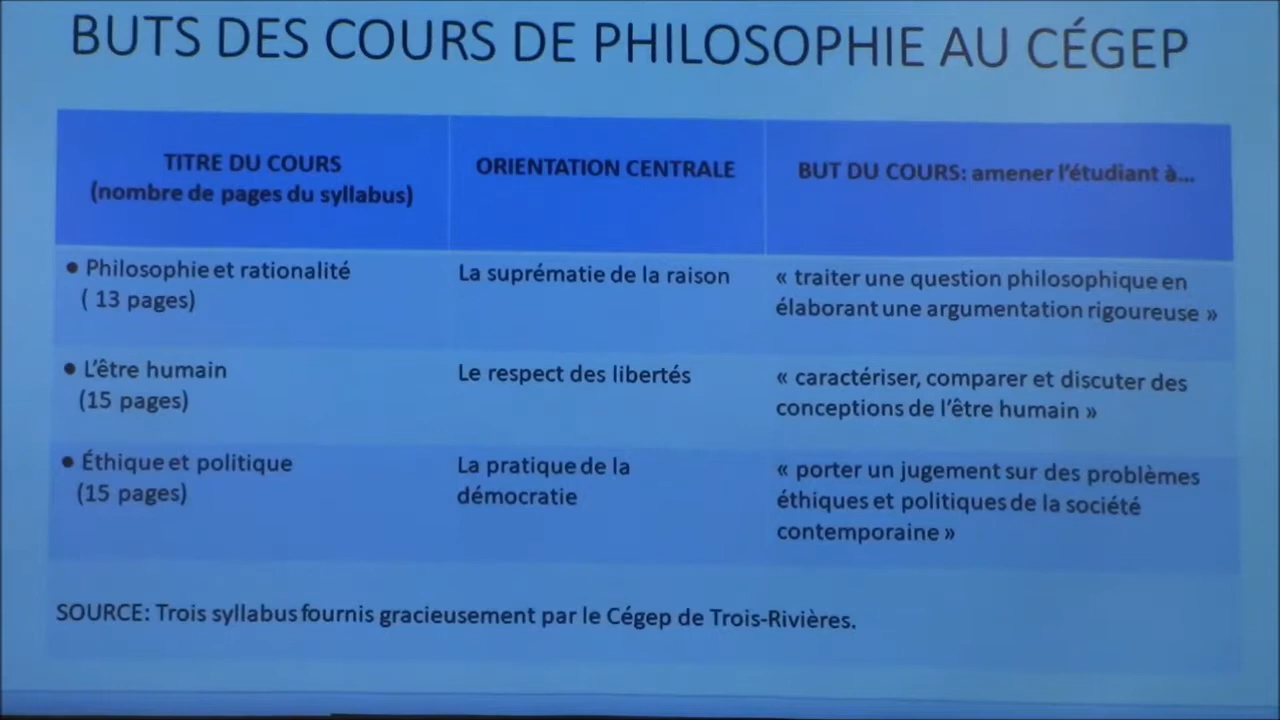 BUTS DES COURS DE PHILOSOPHIE AU CÉGEP
TITRE DU COURS
(nombre de pages du syllabus)
ORIENTATION CENTRALE
BUT DU COURS: amener l'étudiant à...
• Philosophie et rationalité
( 13 pages)
La suprématie de la raison
« traiter une question philosophique en
élaborant une argumentation rigoureuse »
• L'être humain
(15 pages)
Le respect des libertés
« caractériser, comparer et discuter des
conceptions de l'être humain »
• Éthique et politique
(15 pages)
La pratique de la
démocratie
« porter un jugement sur des problèmes
éthiques et politiques de la société
contemporaine »
SOURCE: Trois syllabus fournis gracieusement par le Cégep de Trois-Rivières.